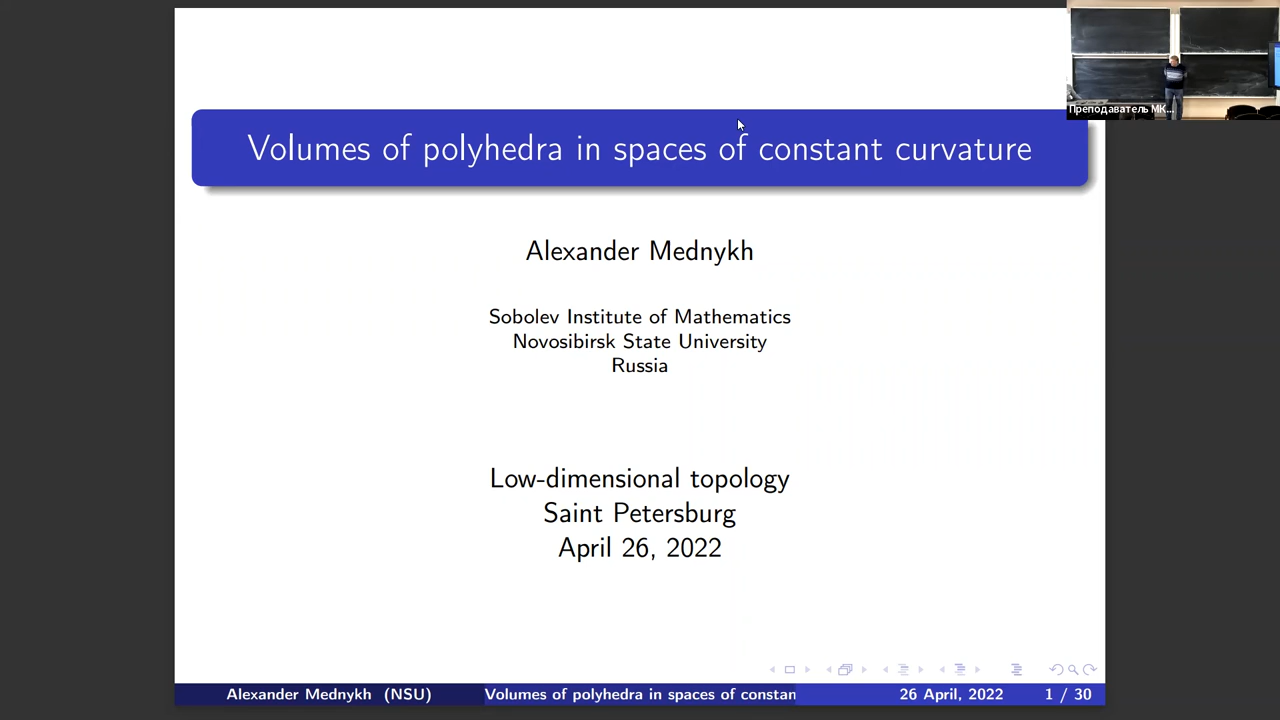 Преподаватель МК...
Volumes of polyhedra in spaces of constant curvature
Alexander Mednykh
Sobolev Institute of Mathematics
Novosibirsk State University
Russia
Low-dimensional topology
Saint Petersburg
April 26, 2022
Alexander Mednykh (NSU)
Volumes of polyhedra in spaces of constan
26 April, 2022
1 / 30